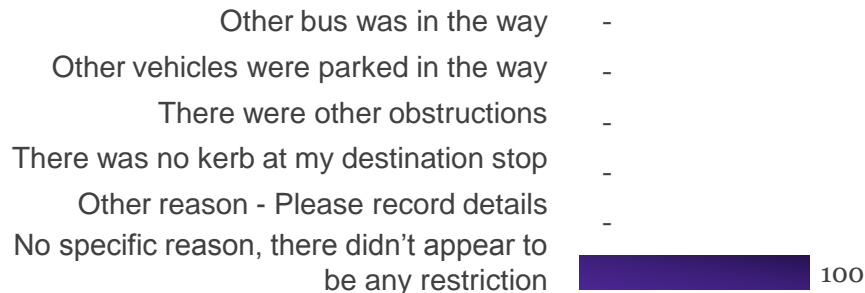 Other bus was in the way -
Other vehicles were parked in the way -
There were other obstructions -
There was no kerb at my destination stop -
Other reason - Please record details -
No specific reason, there didn’t appear to
be any restriction 100